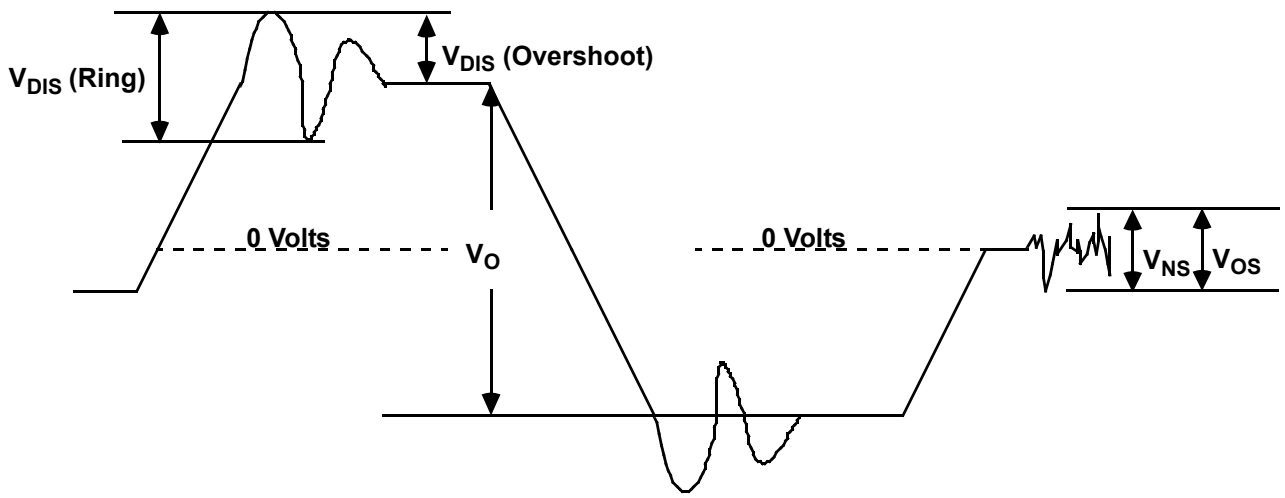 V_DIS (Overshoot)
V_DIS (Ring)
0 Volts
0 Volts
V_O
V_NS
V_OS